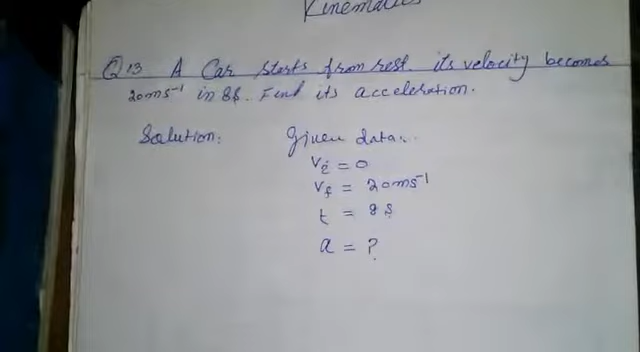 Kinematics
Q13 A Car starts from rest. its velocity becomes
20ms⁻¹ in 8s. Find its acceleration.
Solution: Given data:
Vi = 0
Vf = 20ms⁻¹
t = 8s
a = ?